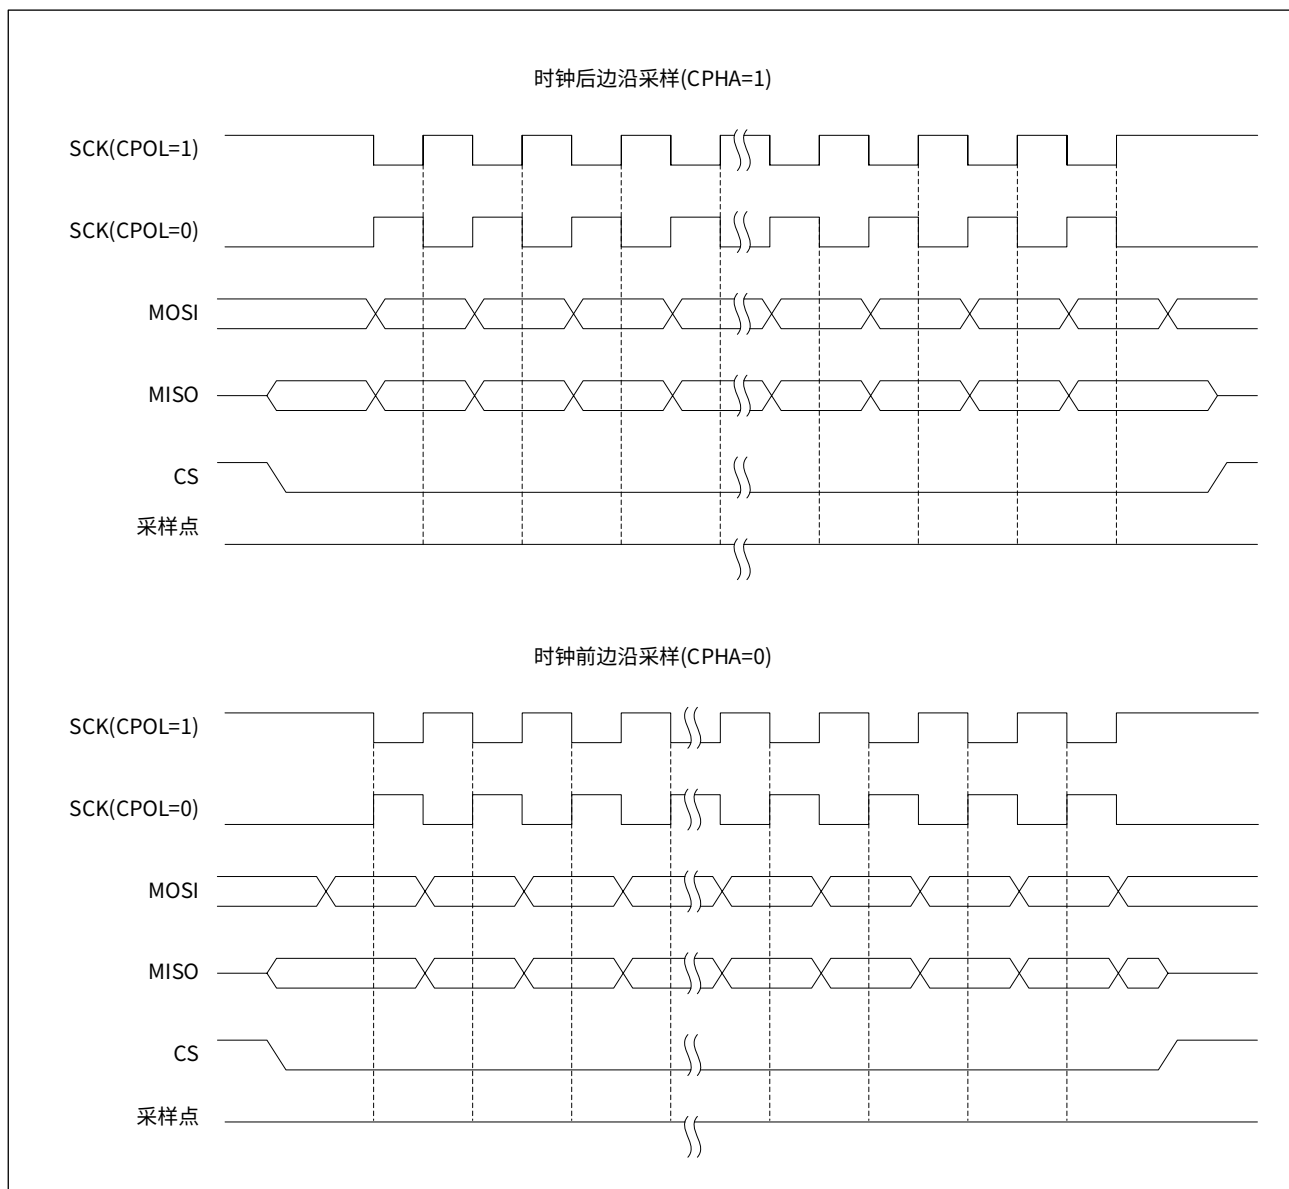 时钟后边沿采样(CPHA=1)
SCK(CPOL=1)
SCK(CPOL=0)
MOSI
MISO
CS
采样点
时钟前边沿采样(CPHA=0)
SCK(CPOL=1)
SCK(CPOL=0)
MOSI
MISO
CS
采样点